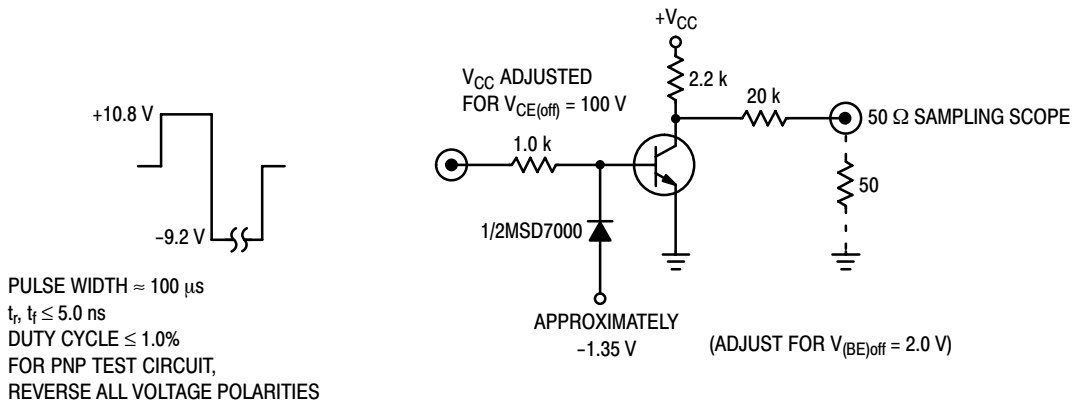 +VCC
VCC ADJUSTED
FOR VCE(off) = 100 V
2.2 k
20 k
+10.8 V
50 Ω SAMPLING SCOPE
1.0 k
50
1/2MSD7000
−9.2 V
PULSE WIDTH ≈ 100 μs
tr, tf ≤ 5.0 ns
DUTY CYCLE ≤ 1.0%
FOR PNP TEST CIRCUIT,
REVERSE ALL VOLTAGE POLARITIES
APPROXIMATELY
−1.35 V
(ADJUST FOR V(BE)off = 2.0 V)